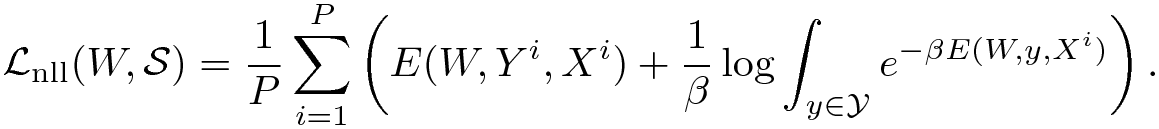 $$\mathcal{L}_{\text{nll}}(W, \mathcal{S}) = \frac{1}{P} \sum_{i=1}^{P} \left( E(W, Y^i, X^i) + \frac{1}{\beta} \log \int_{y \in \mathcal{Y}} e^{-\beta E(W, y, X^i)} \right).$$